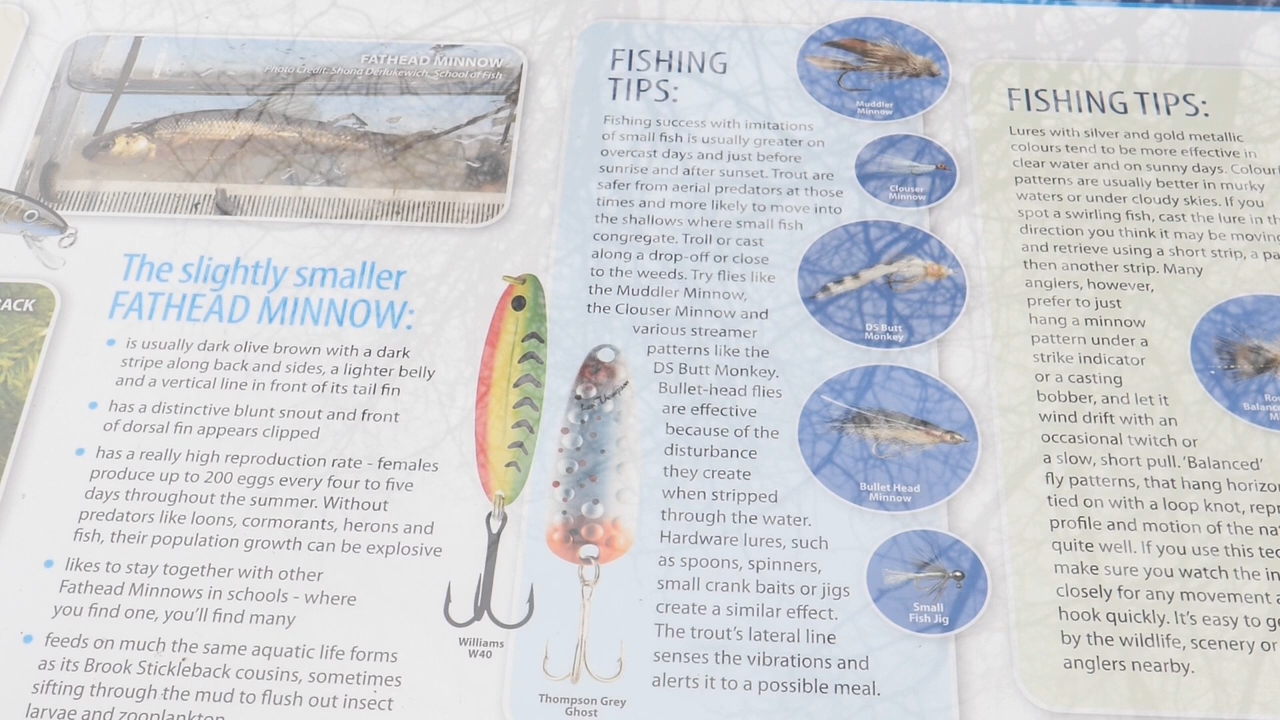 FATHEAD MINNOW
Photo Credit: Shona Derlukewich, School of Fish
BACK
The slightly smaller
FATHEAD MINNOW:
is usually dark olive brown with a dark
stripe along back and sides, a lighter belly
and a vertical line in front of its tail fin
has a distinctive blunt snout and front
of dorsal fin appears clipped
has a really high reproduction rate - females
produce up to 200 eggs every four to five
days throughout the summer. Without
predators like loons, cormorants, herons and
fish, their population growth can be explosive
likes to stay together with other
Fathead Minnows in schools - where
you find one, you'll find many
feeds on much the same aquatic life forms
as its Brook Stickleback cousins, sometimes
sifting through the mud to flush out insect
larvae and zooplankton
Williams
W40
Thompson Grey
Ghost
FISHING
TIPS:
Fishing success with imitations
of small fish is usually greater on
overcast days and just before
sunrise and after sunset. Trout are
safer from aerial predators at those
times and more likely to move into
the shallows where small fish
congregate. Troll or cast
along a drop-off or close
to the weeds. Try flies like
the Muddler Minnow,
the Clouser Minnow and
various streamer
patterns like the
DS Butt Monkey.
Bullet-head flies
are effective
because of the
disturbance
they create
when stripped
through the water.
Hardware lures, such
as spoons, spinners,
small crank baits or jigs
create a similar effect.
The trout's lateral line
senses the vibrations and
alerts it to a possible meal.
Muddler
Minnow
Clouser
Minnow
DS Butt
Monkey
Bullet Head
Minnow
Small
Fish Jig
FISHING TIPS:
Lures with silver and gold metallic
colours tend to be more effective in
clear water and on sunny days. Colour
patterns are usually better in murky
waters or under cloudy skies. If you
spot a swirling fish, cast the lure in th
direction you think it may be moving
and retrieve using a short strip, a pa
then another strip. Many
anglers, however,
prefer to just
hang a minnow
pattern under a
strike indicator
or a casting
bobber, and let it
wind drift with an
occasional twitch or
a slow, short pull. 'Balanced'
fly patterns, that hang horizon
tied on with a loop knot, repr
profile and motion of the na
quite well. If you use this tec
make sure you watch the in
closely for any movement a
hook quickly. It's easy to ge
by the wildlife, scenery or
anglers nearby.
Balanc